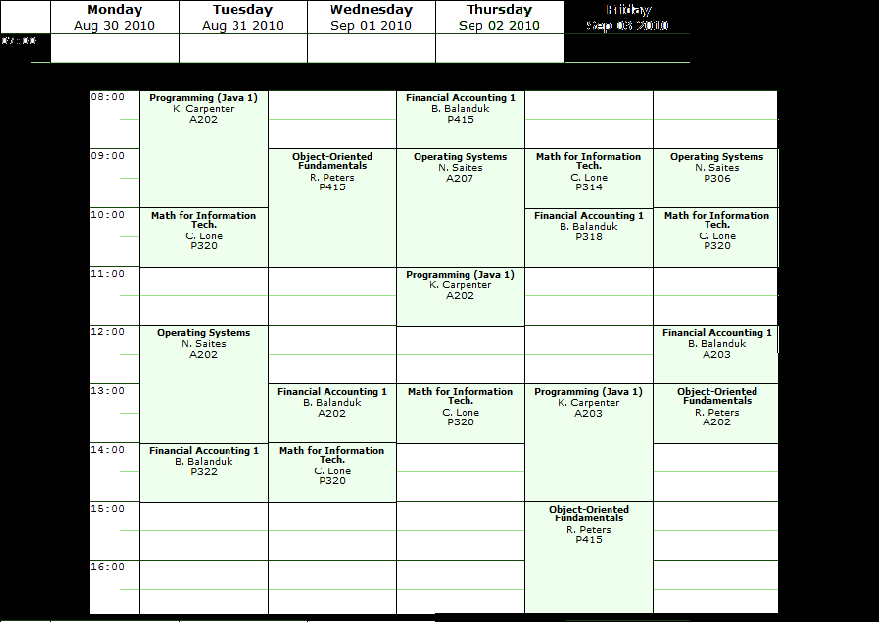 Monday Tuesday Wednesday Thursday Friday
Aug 30 2010 Aug 31 2010 Sep 01 2010 Sep 02 2010 Sep 03 2010
07:00
08:00
Programming (Java 1)
K. Carpenter
A202
Financial Accounting 1
B. Balanduk
P415
09:00
Object-Oriented
Fundamentals
R. Peters
P415
Operating Systems
N. Saites
A207
Math for Information
Tech.
C. Lone
P314
Operating Systems
N. Saites
P306
10:00
Math for Information
Tech.
C. Lone
P320
Financial Accounting 1
B. Balanduk
P318
Math for Information
Tech.
C. Lone
P320
11:00
Programming (Java 1)
K. Carpenter
A202
12:00
Operating Systems
N. Saites
A202
Financial Accounting 1
B. Balanduk
A203
13:00
Financial Accounting 1
B. Balanduk
A202
Math for Information
Tech.
C. Lone
P320
Programming (Java 1)
K. Carpenter
A203
Object-Oriented
Fundamentals
R. Peters
A202
14:00
Financial Accounting 1
B. Balanduk
P322
Math for Information
Tech.
C. Lone
P320
15:00
Object-Oriented
Fundamentals
R. Peters
P415
16:00